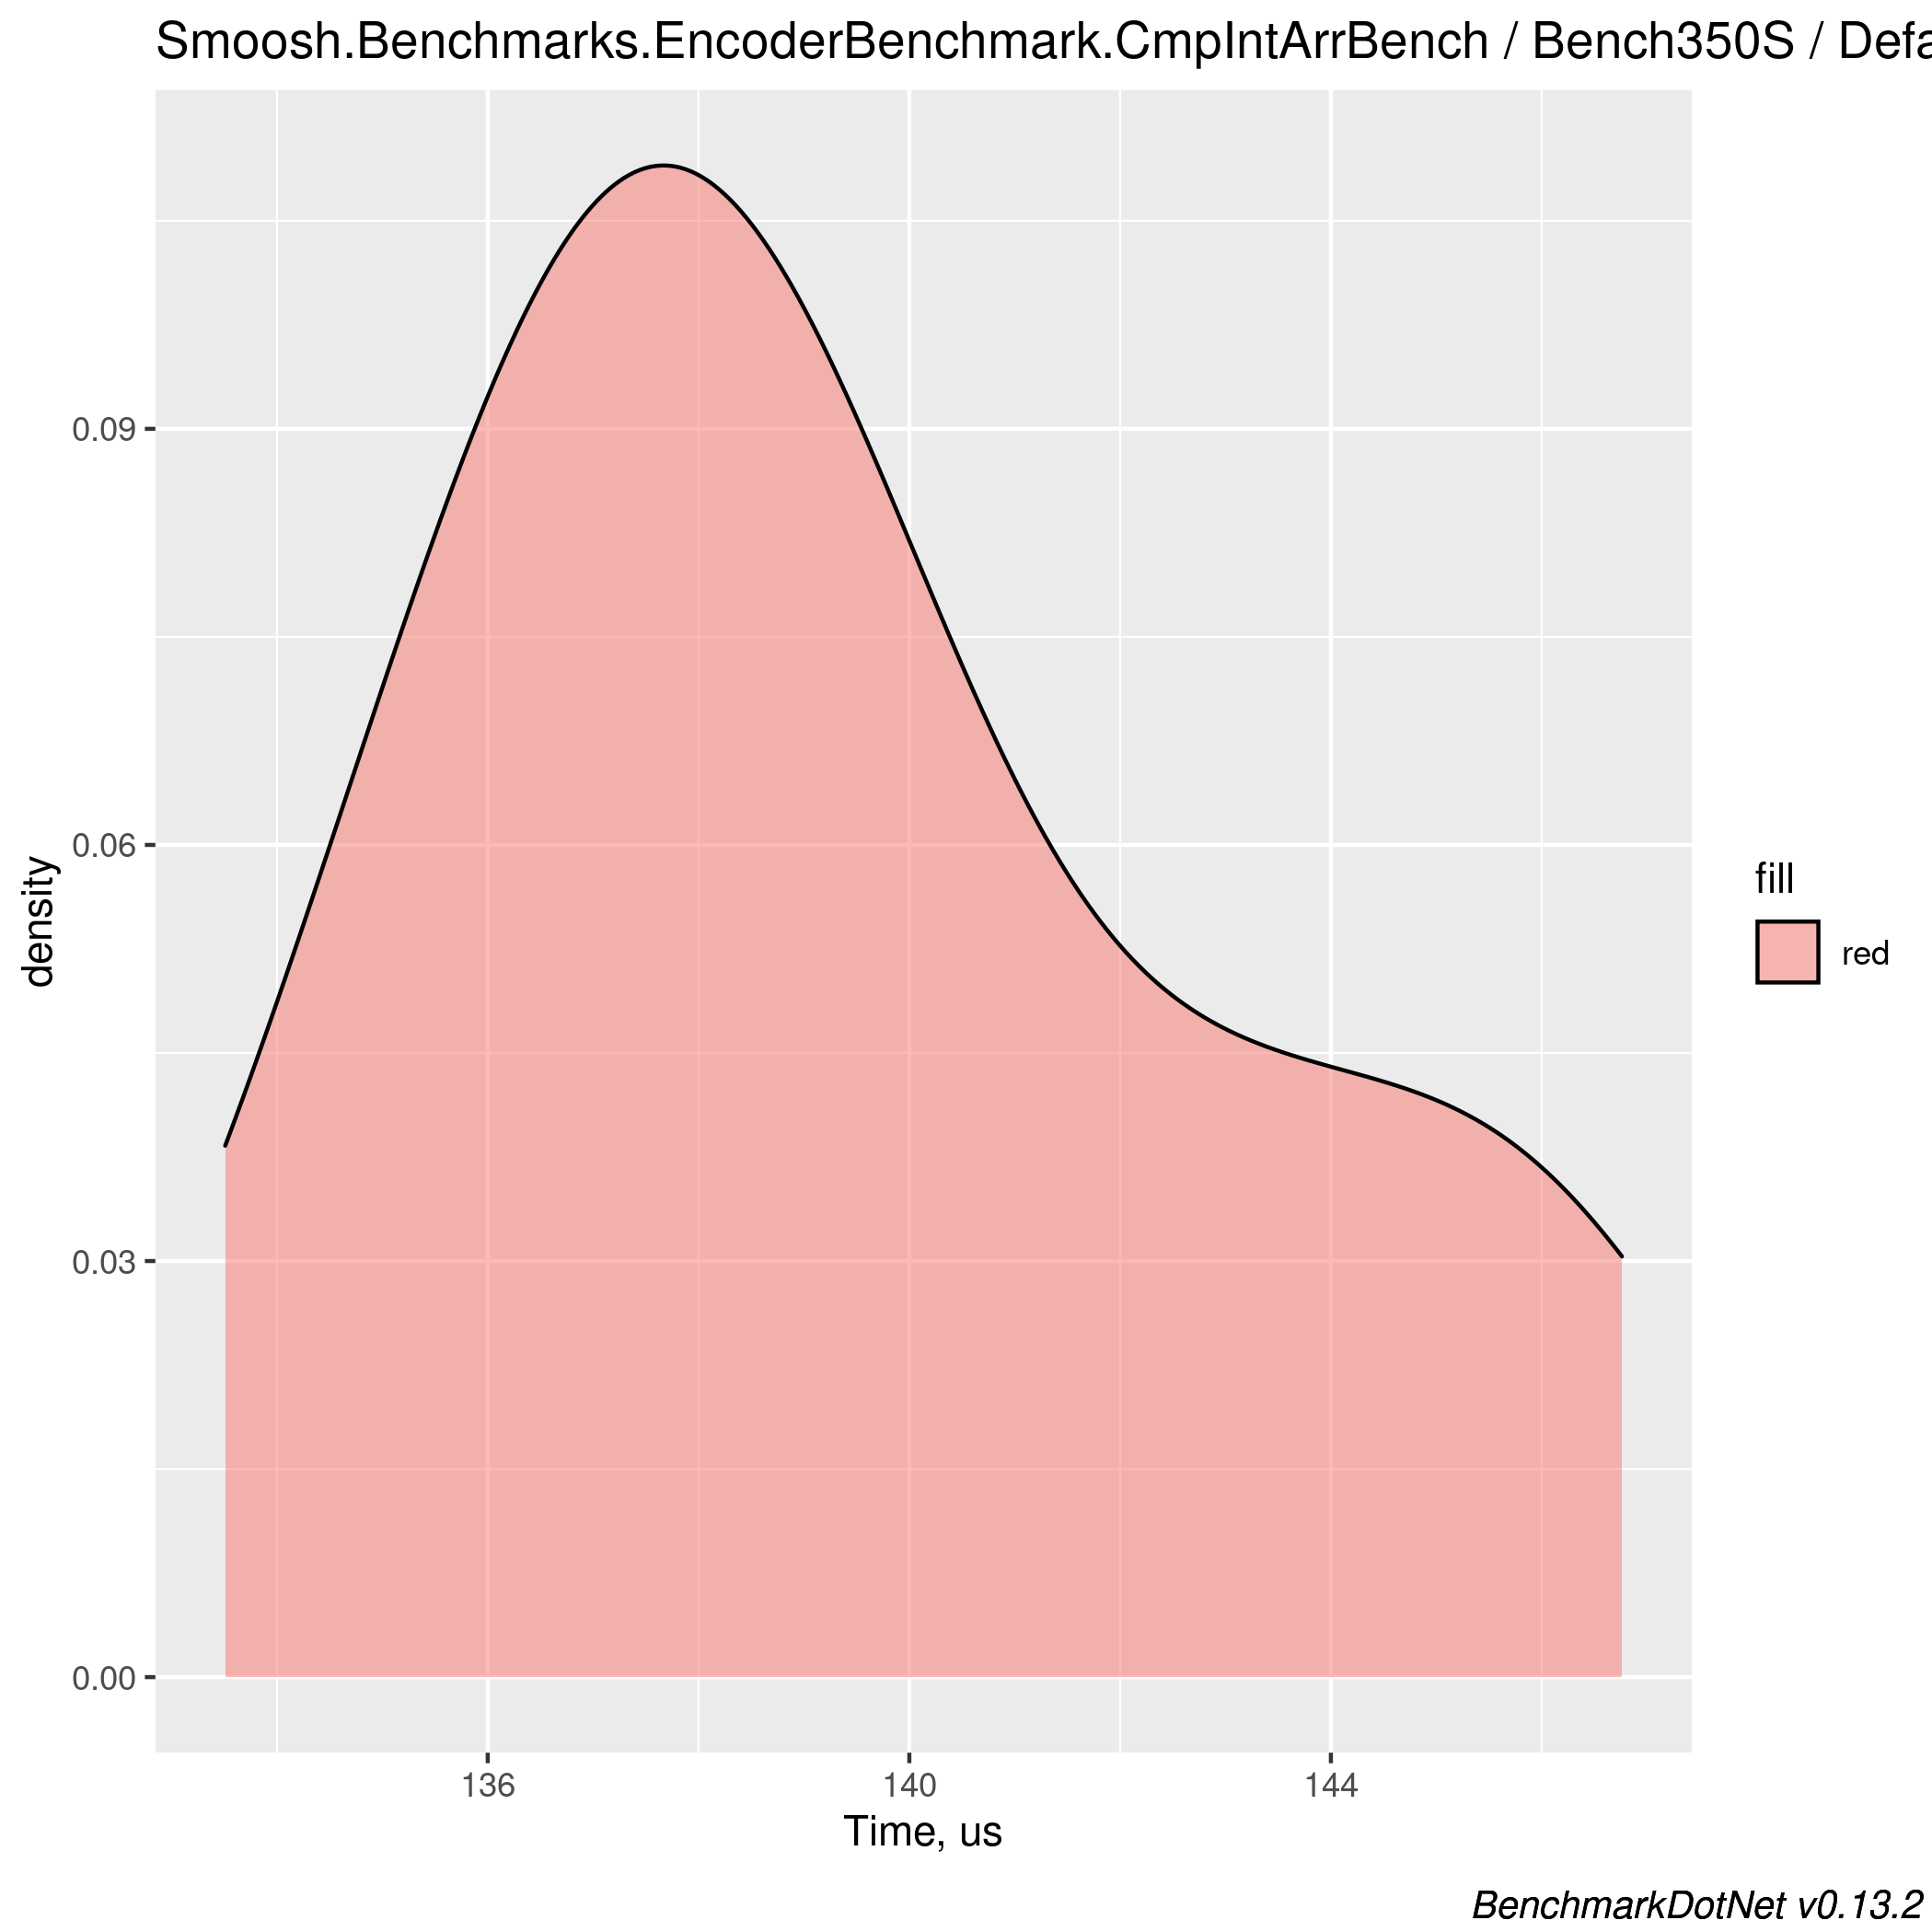 Smoosh.Benchmarks.EncoderBenchmark.CmpIntArrBench / Bench350S / Defa
0.09
0.06
0.03
0.00
density
136 140 144
Time, us
fill
red
BenchmarkDotNet v0.13.2